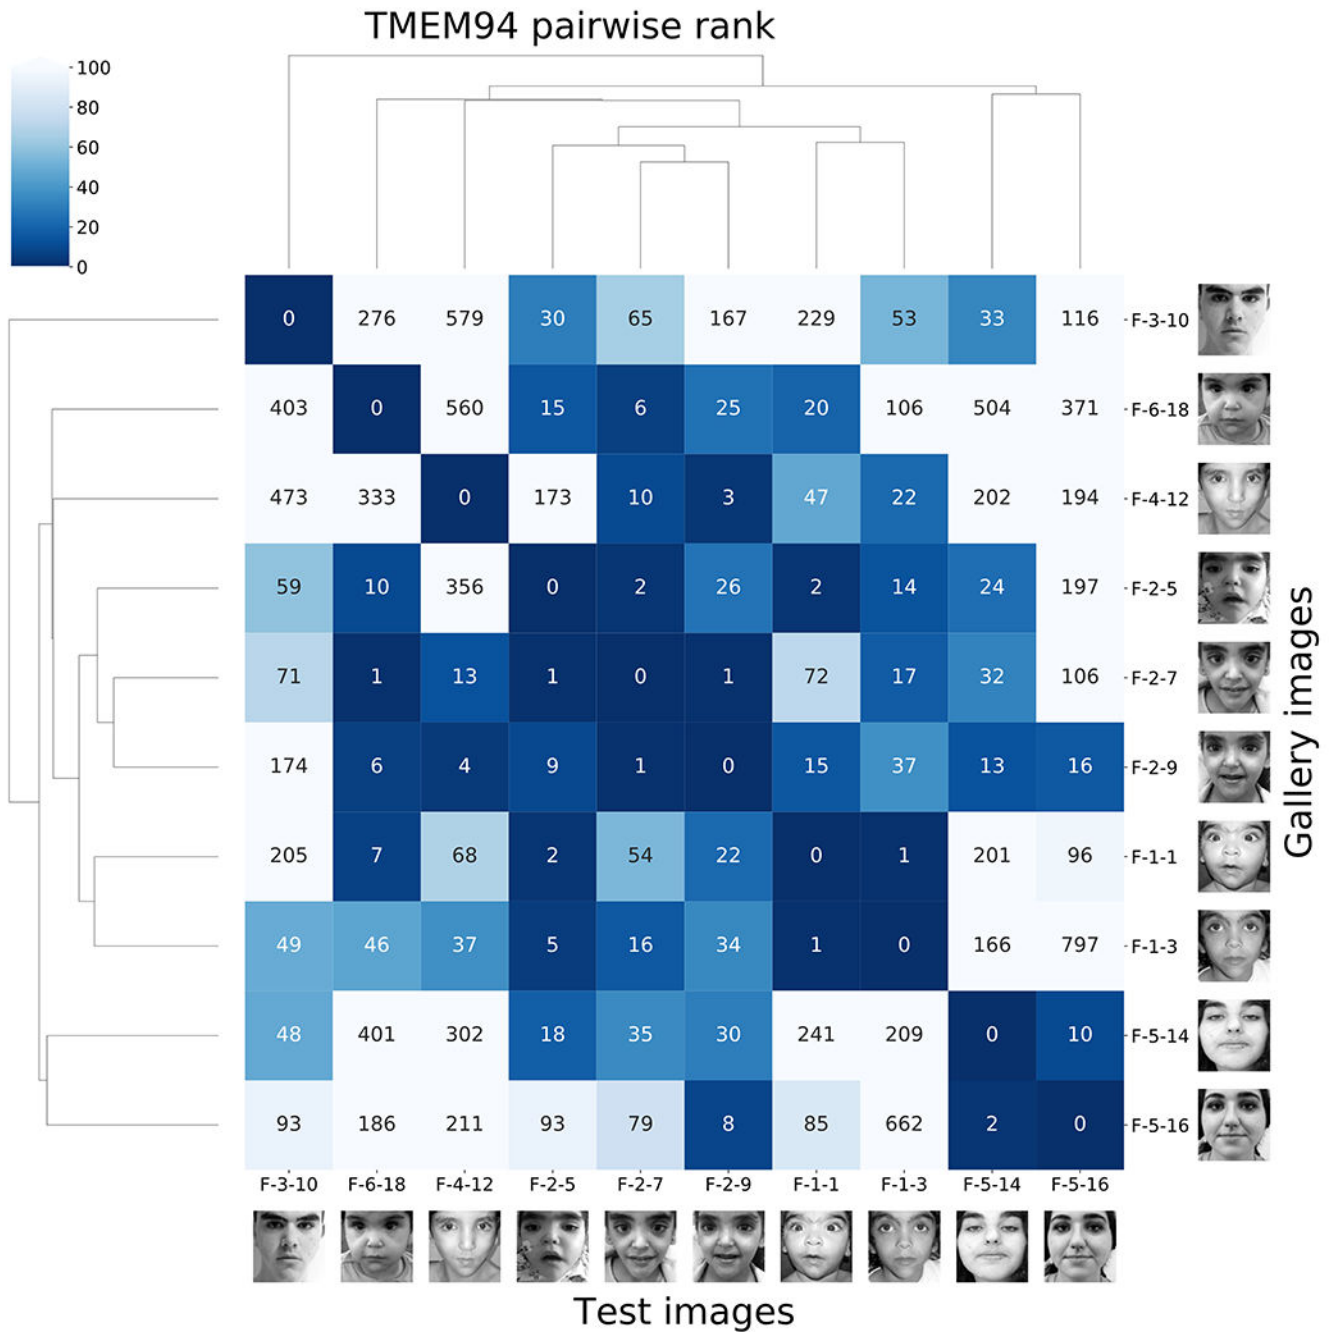 TMEM94 pairwise rank
100
80
60
40
20
0
0 276 579 30 65 167 229 53 33 116 F-3-10
403 0 560 15 6 25 20 106 504 371 F-6-18
473 333 0 173 10 3 47 22 202 194 F-4-12
59 10 356 0 2 26 2 14 24 197 F-2-5
71 1 13 1 0 1 72 17 32 106 F-2-7
174 6 4 9 1 0 15 37 13 16 F-2-9
205 7 68 2 54 22 0 1 201 96 F-1-1
49 46 37 5 16 34 1 0 166 797 F-1-3
48 401 302 18 35 30 241 209 0 10 F-5-14
93 186 211 93 79 8 85 662 2 0 F-5-16
Gallery images
F-3-10 F-6-18 F-4-12 F-2-5 F-2-7 F-2-9 F-1-1 F-1-3 F-5-14 F-5-16
Test images